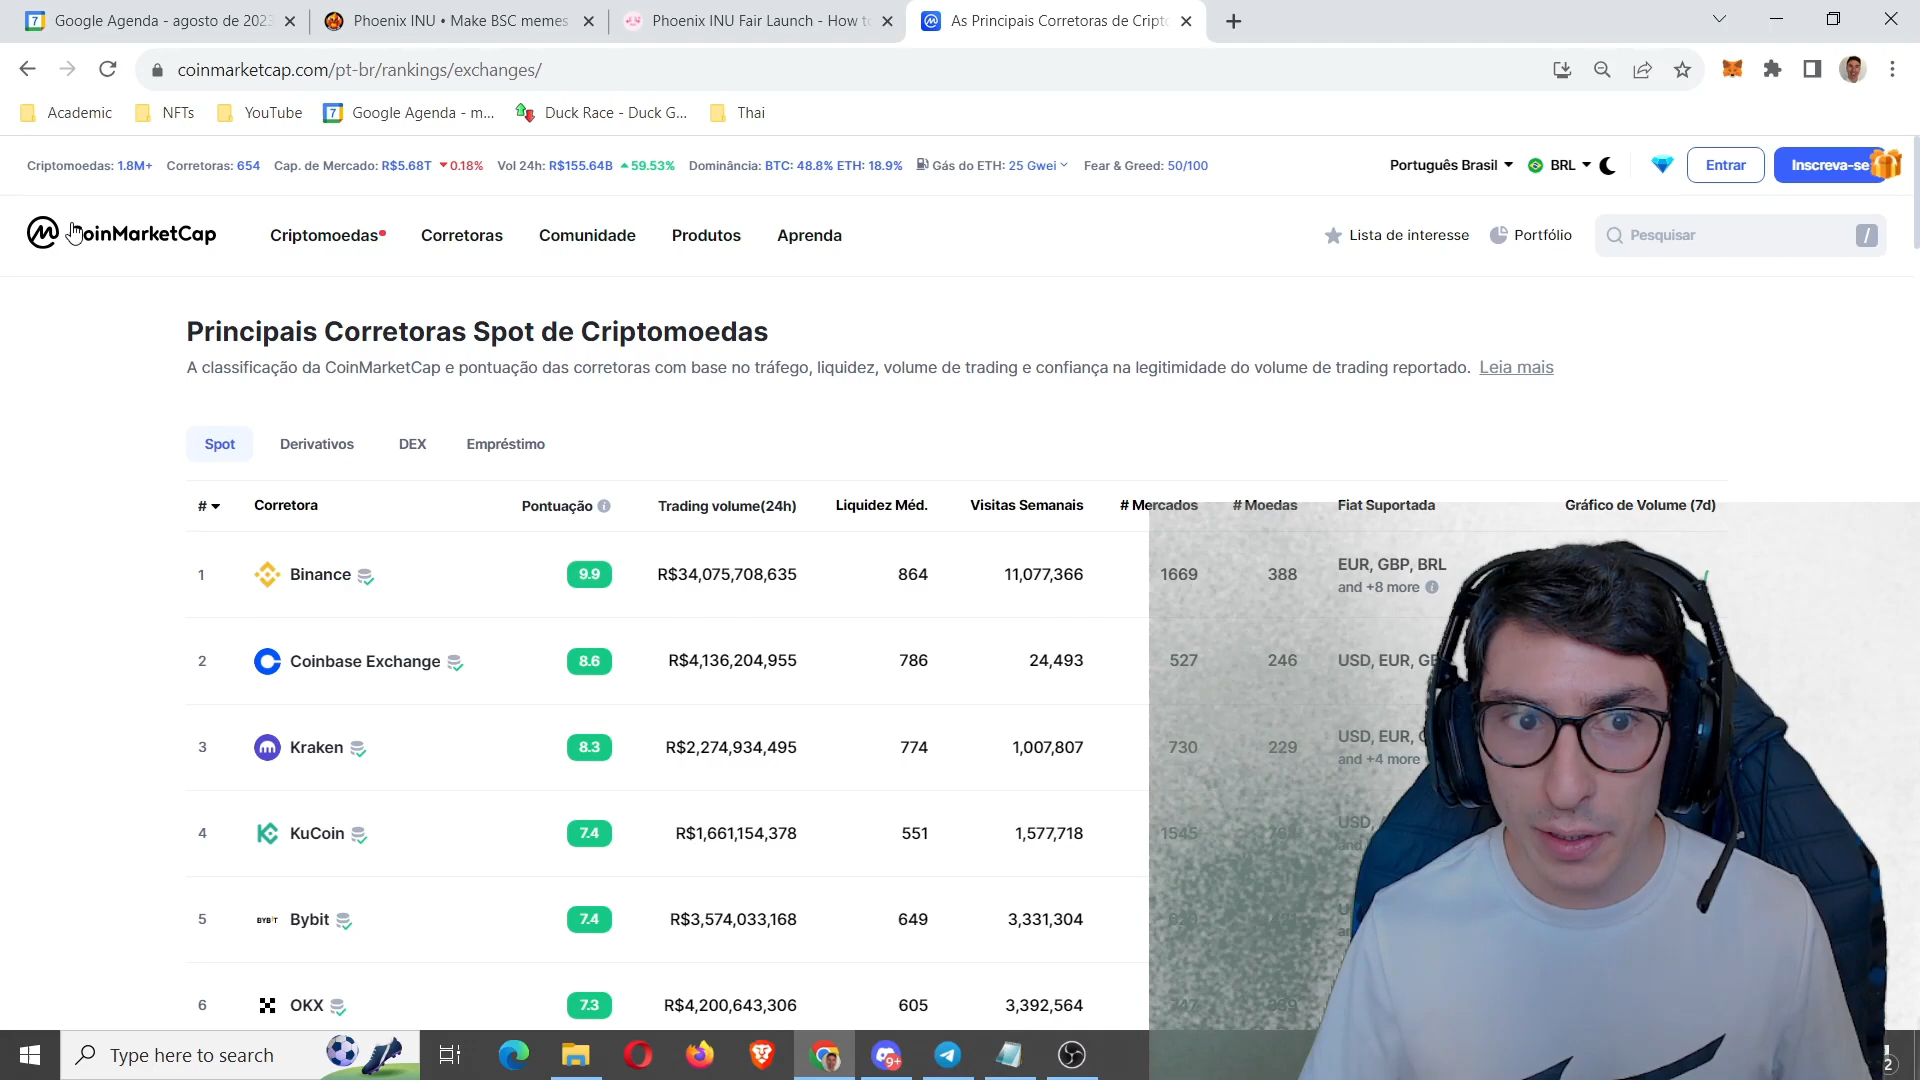 Google Agenda - agosto de 2023
Phoenix INU • Make BSC memes
Phoenix INU Fair Launch - How to
As Principais Corretoras de Cripto
coinmarketcap.com/pt-br/rankings/exchanges/
Academic
NFTs
YouTube
Google Agenda - m...
Duck Race - Duck G...
Thai
Criptomoedas: 1.8M+
Corretoras: 654
Cap. de Mercado: R$5.68T 0.18%
Vol 24h: R$155.64B 59.53%
Dominância: BTC: 48.8% ETH: 18.9%
Gás do ETH: 25 Gwei
Fear & Greed: 50/100
Português Brasil
BRL
Entrar
Inscreva-se
CoinMarketCap
Criptomoedas
Corretoras
Comunidade
Produtos
Aprenda
Lista de interesse
Portfólio
Pesquisar
/
Principais Corretoras Spot de Criptomoedas
A classificação da CoinMarketCap e pontuação das corretoras com base no tráfego, liquidez, volume de trading e confiança na legitimidade do volume de trading reportado. Leia mais
Spot
Derivativos
DEX
Empréstimo
# Corretora Pontuação Trading volume(24h) Liquidez Méd. Visitas Semanais # Mercados # Moedas Fiat Suportada Gráfico de Volume (7d)
1 Binance 9.9 R$34,075,708,635 864 11,077,366 1669 388 EUR, GBP, BRL
and +8 more
2 Coinbase Exchange 8.6 R$4,136,204,955 786 24,493 527 246 USD, EUR, GB
3 Kraken 8.3 R$2,274,934,495 774 1,007,807 730 229 USD, EUR,
and +4 more
4 KuCoin 7.4 R$1,661,154,378 551 1,577,718 1545 USD,
and
5 BYBIT Bybit 7.4 R$3,574,033,168 649 3,331,304
6 OKX 7.3 R$4,200,643,306 605 3,392,564
Type here to search
9+
2